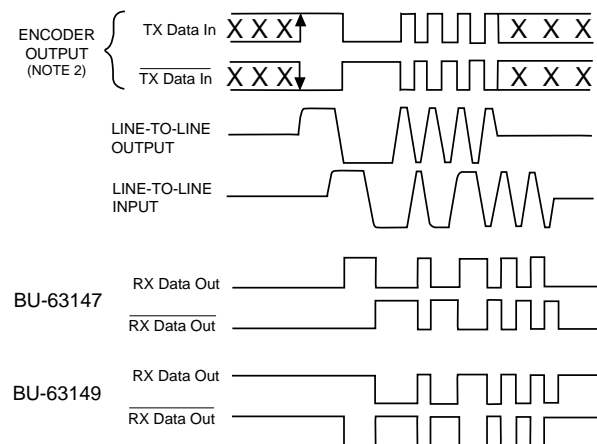 ENCODER
OUTPUT
(NOTE 2)
TX Data In
X X X
X X X
TX Data In
X X X
X X X
LINE-TO-LINE
OUTPUT
LINE-TO-LINE
INPUT
BU-63147
RX Data Out
RX Data Out
BU-63149
RX Data Out
RX Data Out